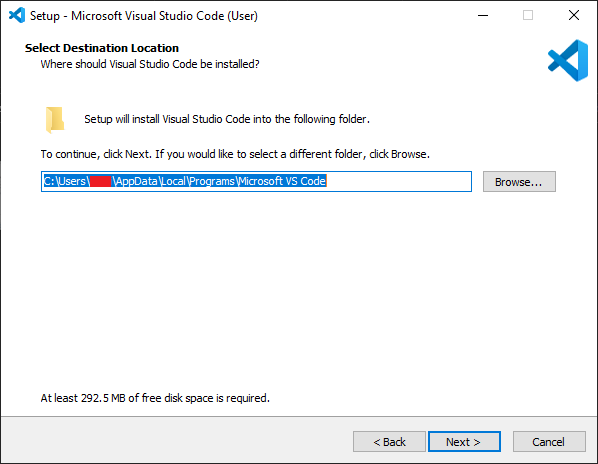 Setup - Microsoft Visual Studio Code (User)
Select Destination Location
Where should Visual Studio Code be installed?
Setup will install Visual Studio Code into the following folder.
To continue, click Next. If you would like to select a different folder, click Browse.
C:\Users\ \AppData\Local\Programs\Microsoft VS Code
Browse...
At least 292.5 MB of free disk space is required.
< Back
Next >
Cancel